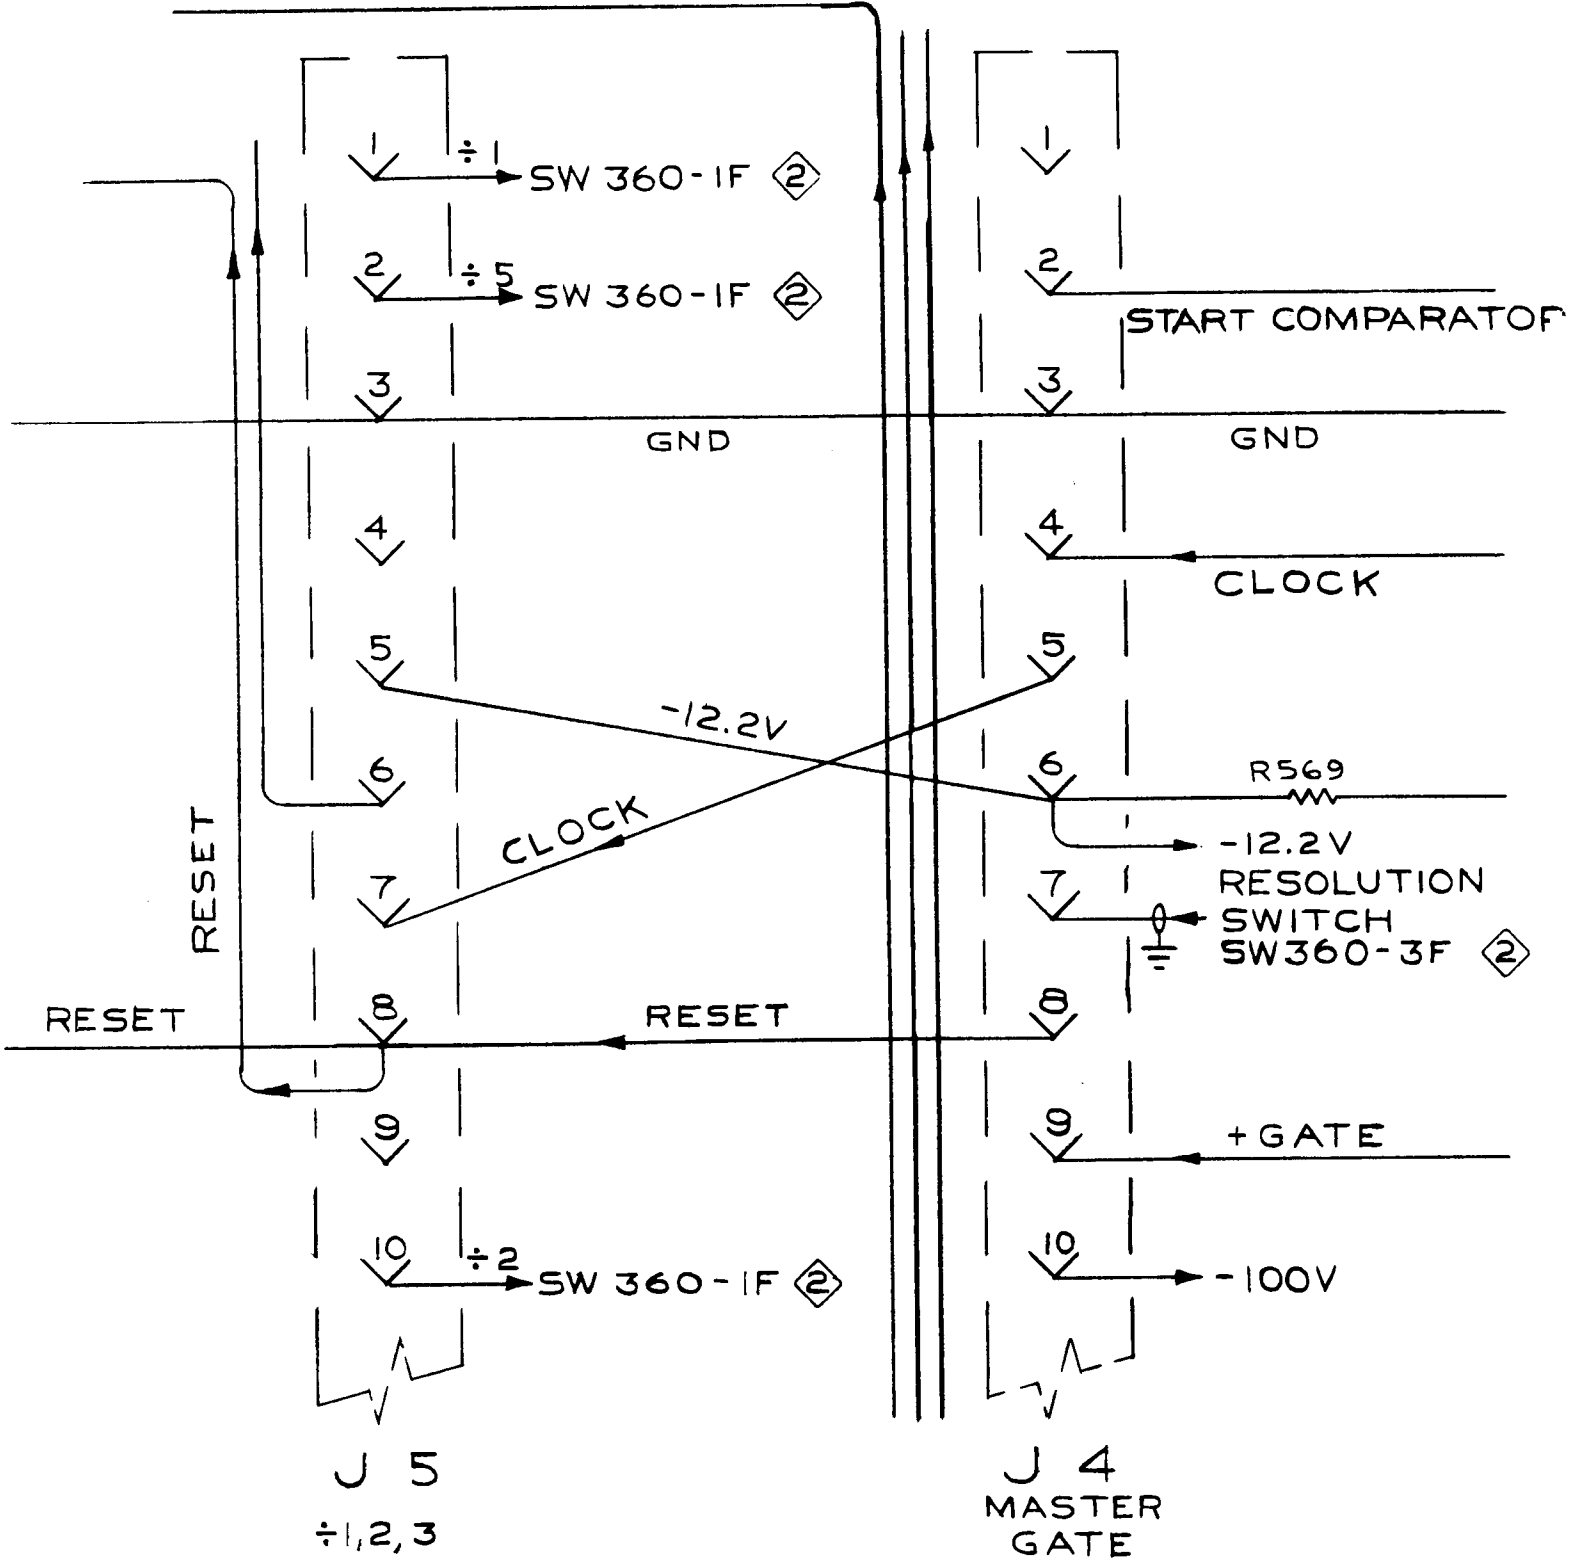 1
÷1
SW 360-1F 2
2
÷5
SW 360-1F 2
3
GND
4
5
-12.2V
6
CLOCK
7
RESET
RESET
8
RESET
9
10
÷2
SW 360-1F 2
J 5
÷1,2,3
1
2
START COMPARATOR
3
GND
4
CLOCK
5
6
R569
-12.2V
7
RESOLUTION
SWITCH
SW360-3F 2
8
9
+GATE
10
-100V
J 4
MASTER
GATE